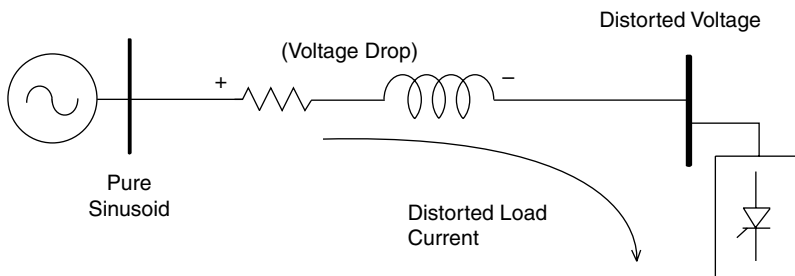 Distorted Voltage
(Voltage Drop)
+
–
Pure
Sinusoid
Distorted Load
Current